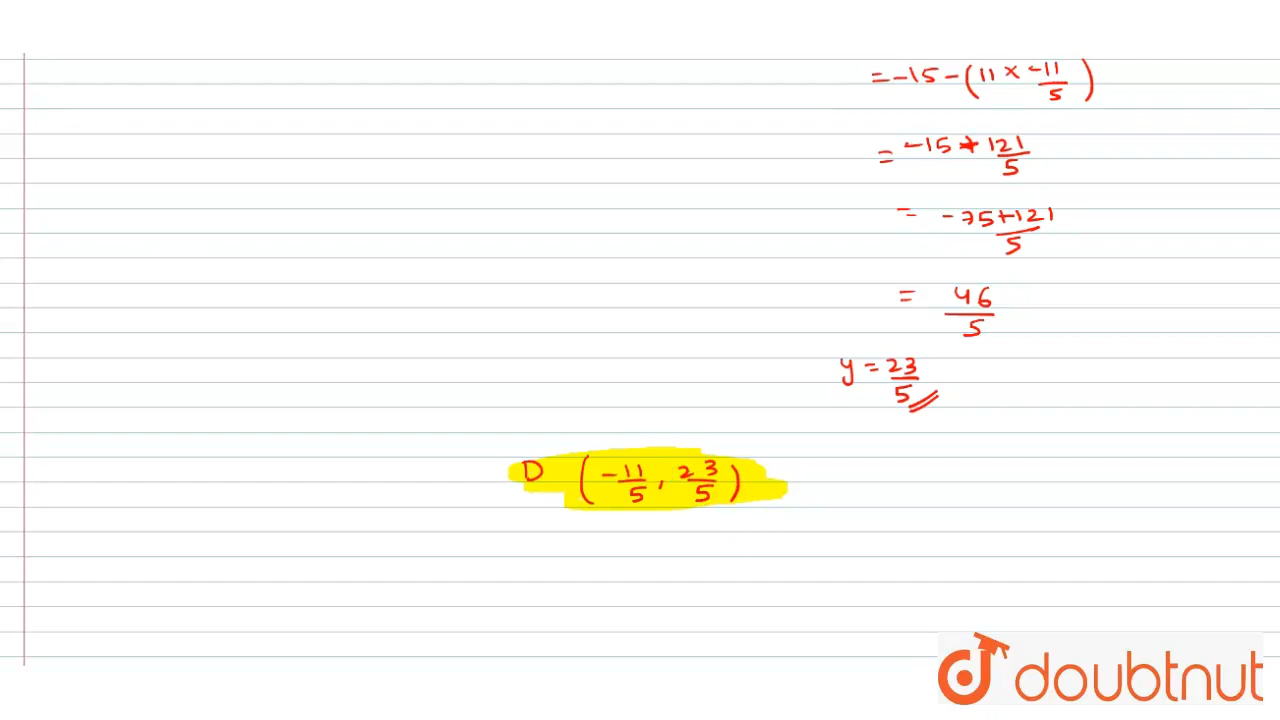 = -15 - (11 × -11/5)
= -15 + 121/5
= -75+121/5
= 46/5
y = 23/5
D (-11/5, 23/5)
doubtnut